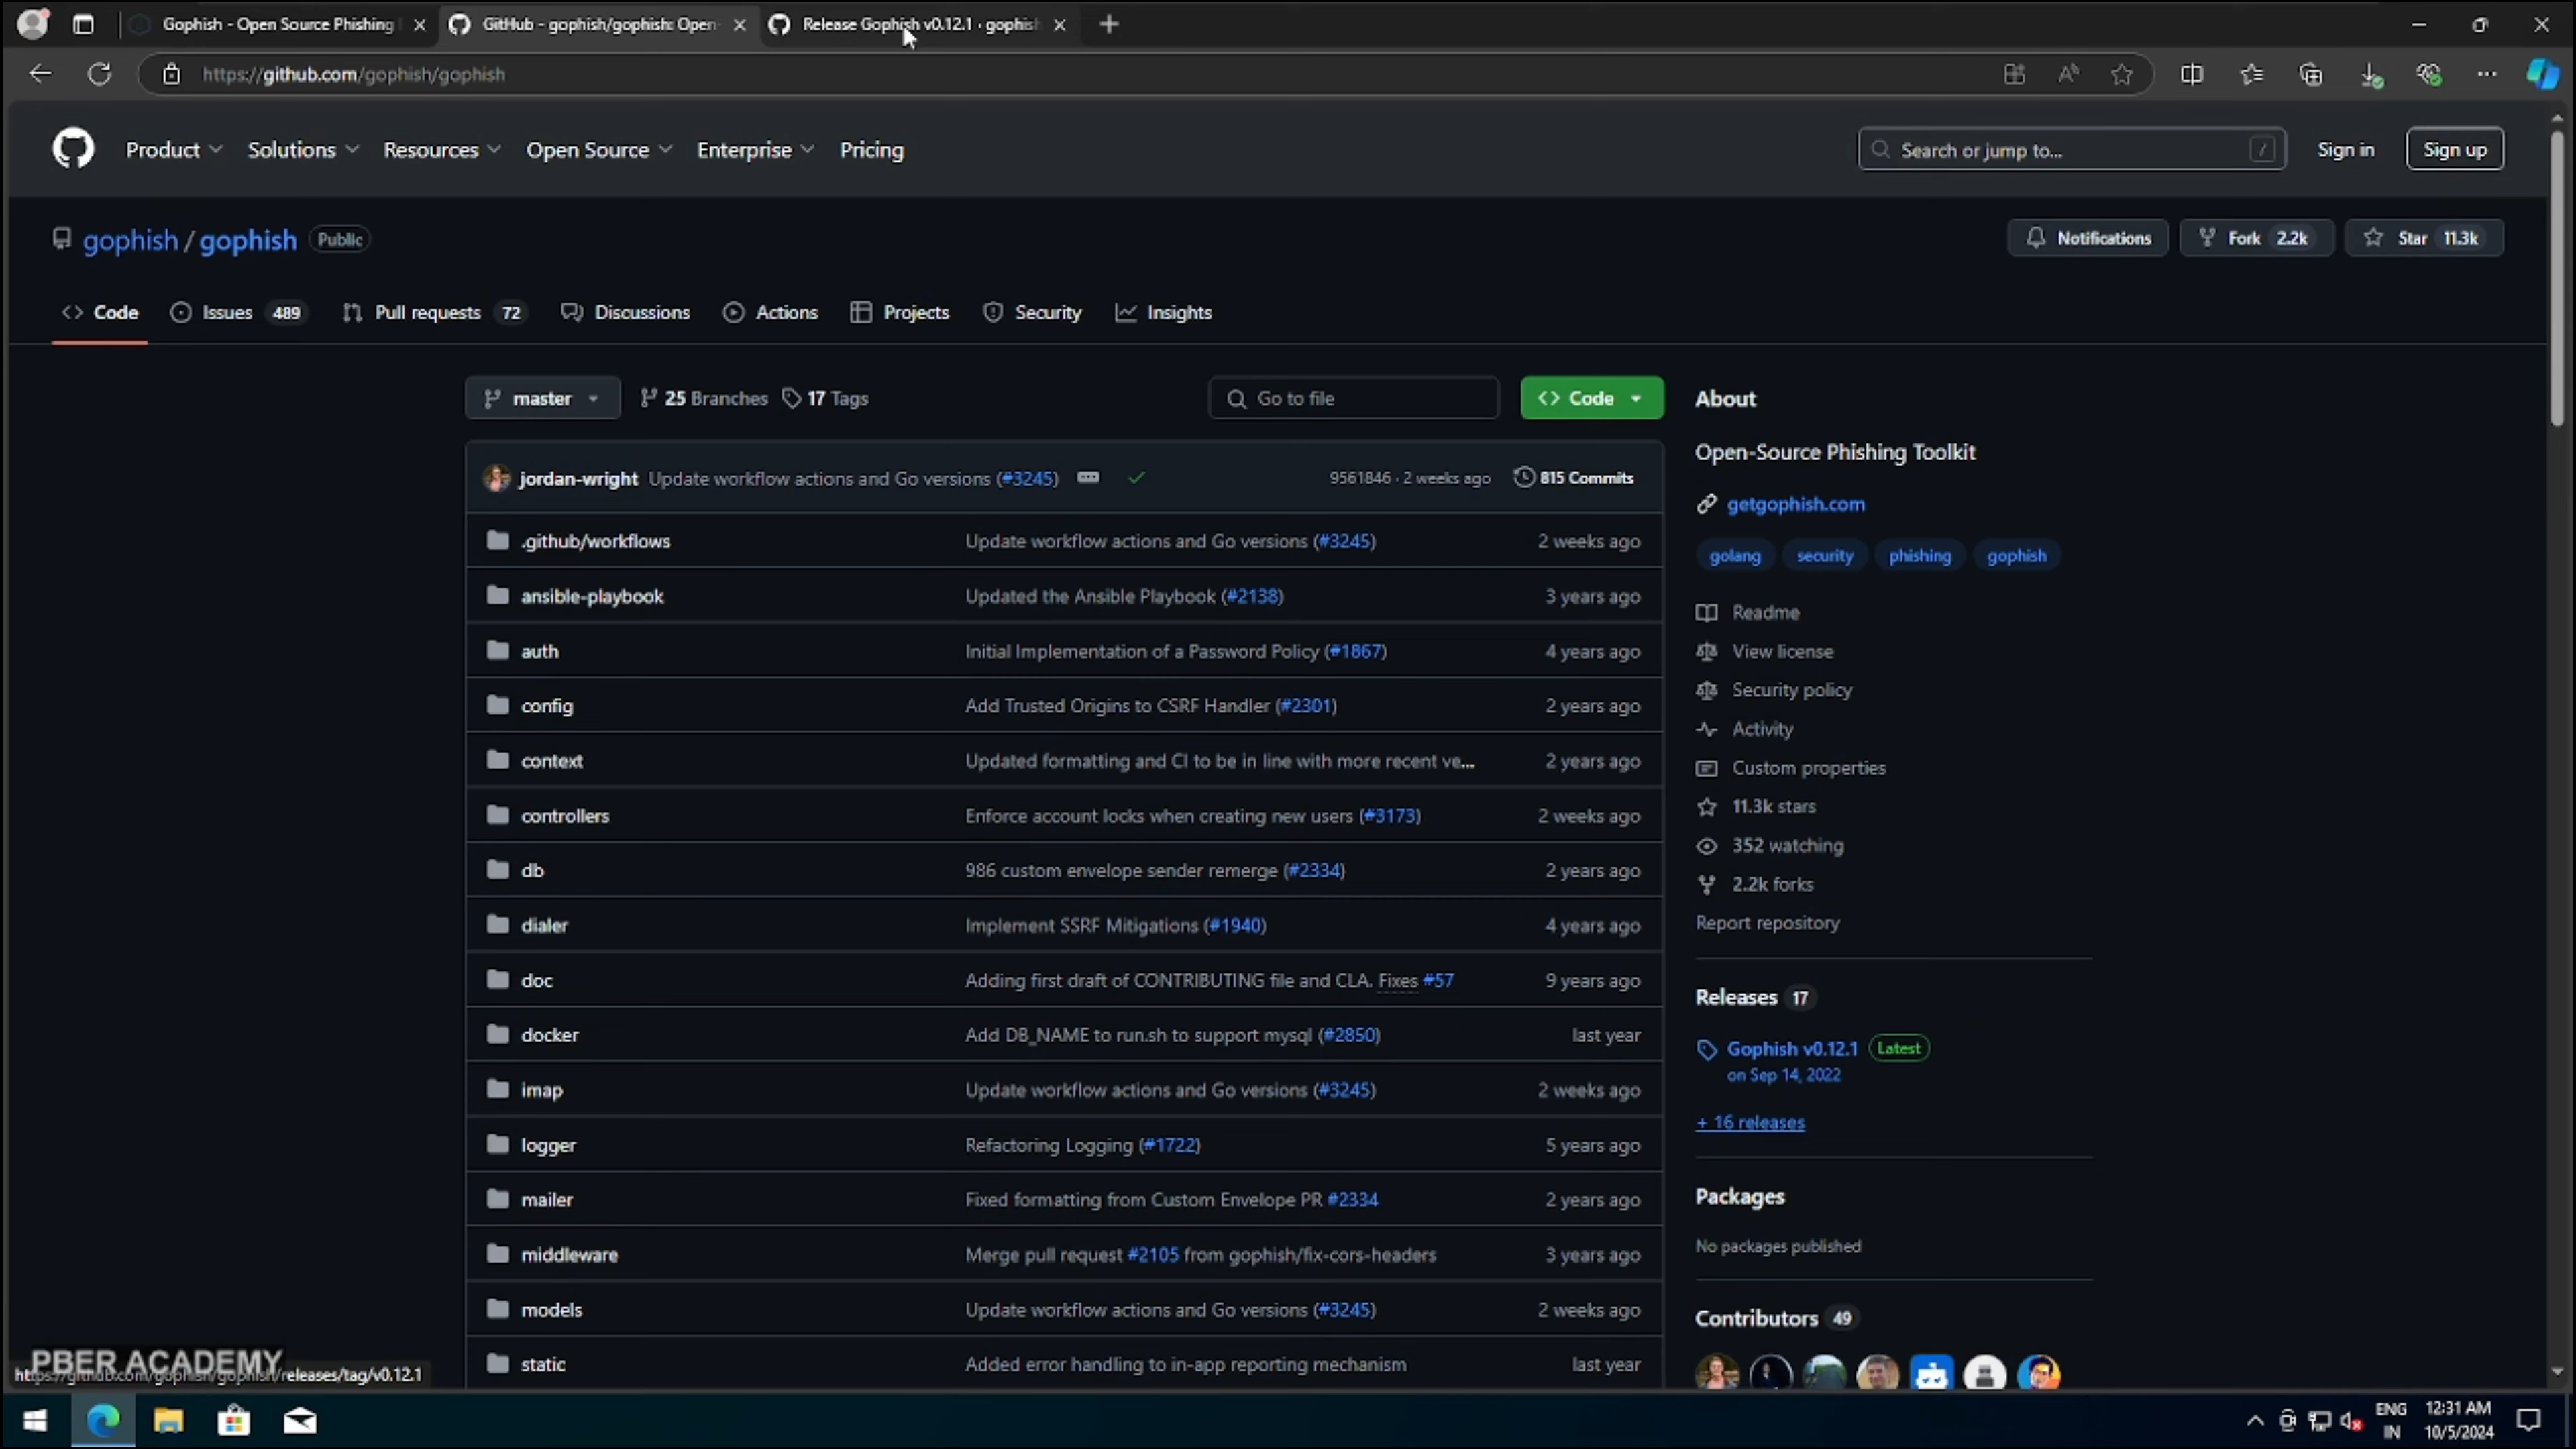 Gophish - Open Source Phishing
GitHub - gophish/gophish: Open-
Release Gophish v0.12.1 · gophish
https://github.com/gophish/gophish
Product
Solutions
Resources
Open Source
Enterprise
Pricing
Search or jump to...
/
Sign in
Sign up
gophish / gophish
Public
Notifications
Fork 2.2k
Star 11.3k
Code
Issues 489
Pull requests 72
Discussions
Actions
Projects
Security
Insights
master
25 Branches
17 Tags
Go to file
Code
jordan-wright Update workflow actions and Go versions (#3245)
9561846 · 2 weeks ago
815 Commits
.github/workflows Update workflow actions and Go versions (#3245) 2 weeks ago
ansible-playbook Updated the Ansible Playbook (#2138) 3 years ago
auth Initial Implementation of a Password Policy (#1867) 4 years ago
config Add Trusted Origins to CSRF Handler (#2301) 2 years ago
context Updated formatting and CI to be in line with more recent ve... 2 years ago
controllers Enforce account locks when creating new users (#3173) 2 weeks ago
db 986 custom envelope sender remerge (#2334) 2 years ago
dialer Implement SSRF Mitigations (#1940) 4 years ago
doc Adding first draft of CONTRIBUTING file and CLA. Fixes #57 9 years ago
docker Add DB_NAME to run.sh to support mysql (#2850) last year
imap Update workflow actions and Go versions (#3245) 2 weeks ago
logger Refactoring Logging (#1722) 5 years ago
mailer Fixed formatting from Custom Envelope PR #2334 2 years ago
middleware Merge pull request #2105 from gophish/fix-cors-headers 3 years ago
models Update workflow actions and Go versions (#3245) 2 weeks ago
static Added error handling to in-app reporting mechanism last year
About
Open-Source Phishing Toolkit
getgophish.com
golang security phishing gophish
Readme
View license
Security policy
Activity
Custom properties
11.3k stars
352 watching
2.2k forks
Report repository
Releases 17
Gophish v0.12.1 Latest
on Sep 14, 2022
+ 16 releases
Packages
No packages published
Contributors 49
PBER ACADEMY
https://github.com/gophish/gophish/releases/tag/v0.12.1
ENG
IN
12:31 AM
10/5/2024